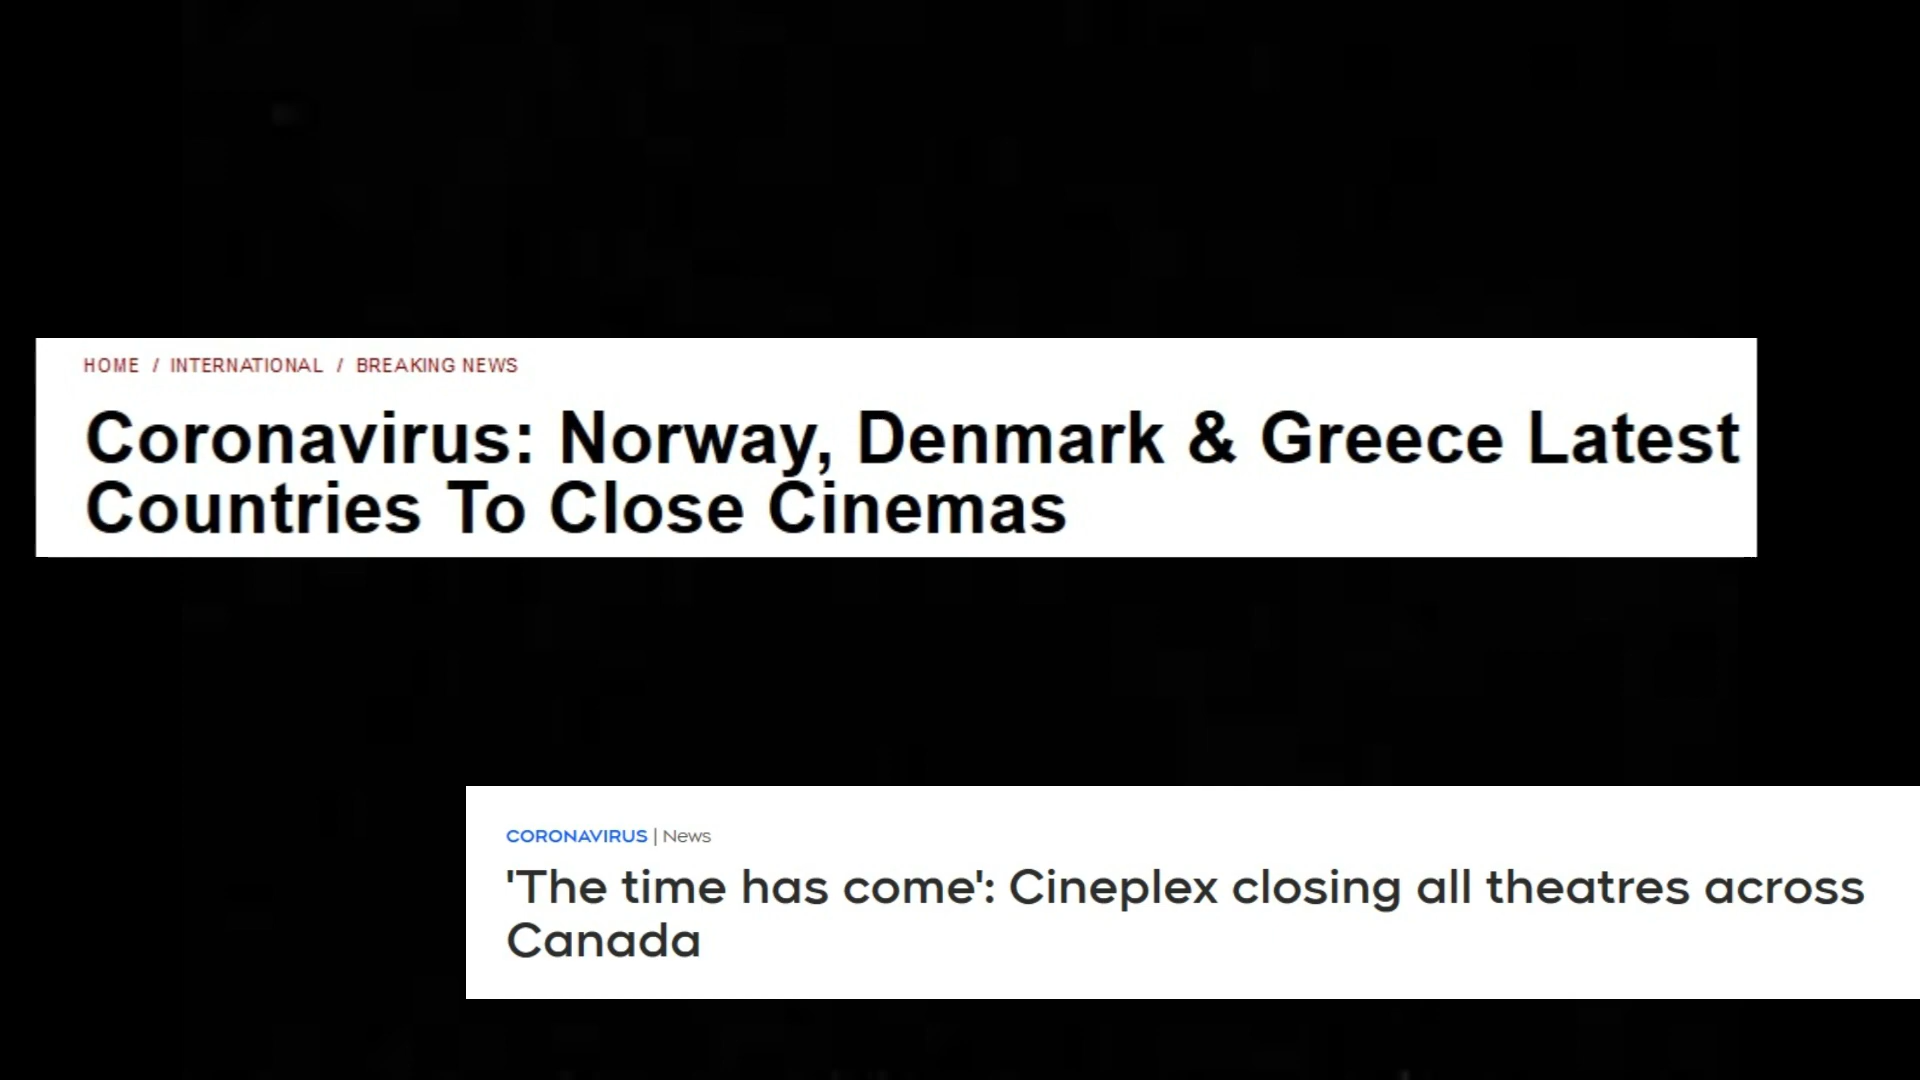 HOME / INTERNATIONAL / BREAKING NEWS
Coronavirus: Norway, Denmark & Greece Latest
Countries To Close Cinemas
CORONAVIRUS | News
'The time has come': Cineplex closing all theatres across
Canada